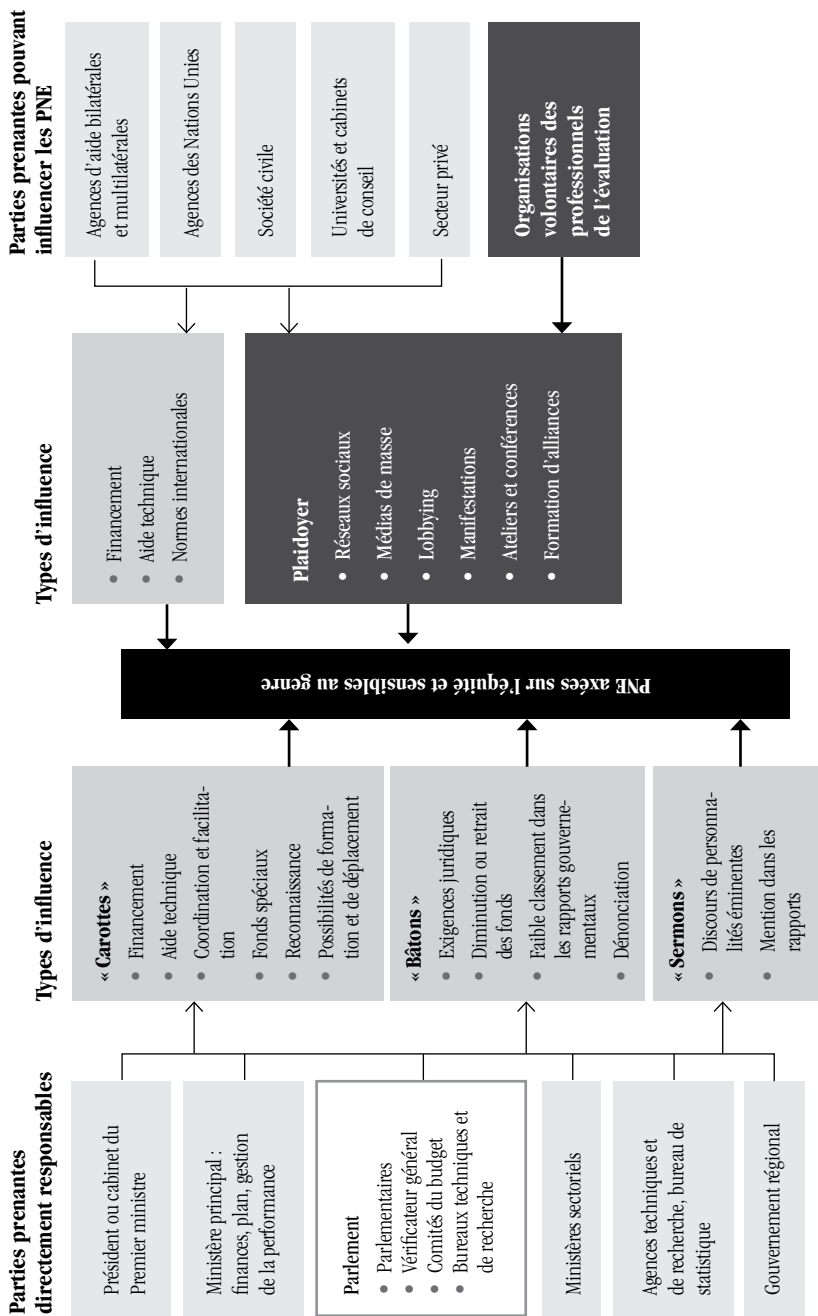 Parties prenantes
directement responsables
Président ou cabinet du
Premier ministre
Ministère principal :
finances, plan, gestion
de la performance
Parlement
• Parlementaires
• Vérificateur général
• Comités du budget
• Bureaux techniques et
de recherche
Ministères sectoriels
Agences techniques et
de recherche, bureau de
statistique
Gouvernement régional
Types d'influence
« Carottes »
• Financement
• Aide technique
• Coordination et facilita-
tion
• Fonds spéciaux
• Reconnaissance
• Possibilités de forma-
tion et de déplacement
« Bâtons »
• Exigences juridiques
• Diminution ou retrait
des fonds
• Faible classement dans
les rapports gouverne-
mentaux
• Dénonciation
« Sermons »
• Discours de personna-
lités éminentes
• Mention dans les
rapports
PNE axées sur l'équité et sensibles au genre
Types d'influence
• Financement
• Aide technique
• Normes internationales
Plaidoyer
• Réseaux sociaux
• Médias de masse
• Lobbying
• Manifestations
• Ateliers et conférences
• Formation d'alliances
Parties prenantes pouvant
influencer les PNE
Agences d'aide bilatérales
et multilatérales
Agences des Nations Unies
Société civile
Universités et cabinets
de conseil
Secteur privé
Organisations
volontaires des
professionnels
de l'évaluation